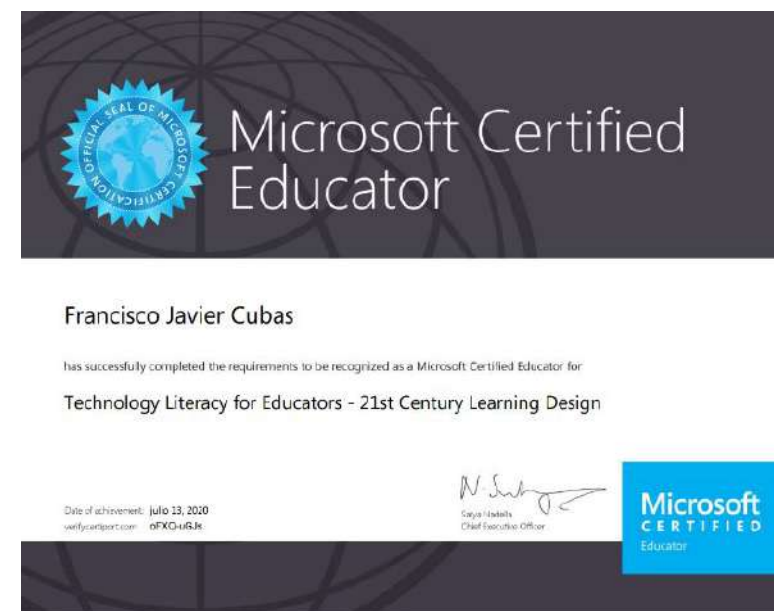 OFFICIAL SEAL OF MICROSOFT CERTIFICATION
Microsoft Certified
Educator
Francisco Javier Cubas
has successfully completed the requirements to be recognized as a Microsoft Certified Educator for
Technology Literacy for Educators - 21st Century Learning Design
Date of achievement: julio 13, 2020
verify.certiport.com
Satya Nadella
Chief Executive Officer
Microsoft
CERTIFIED
Educator